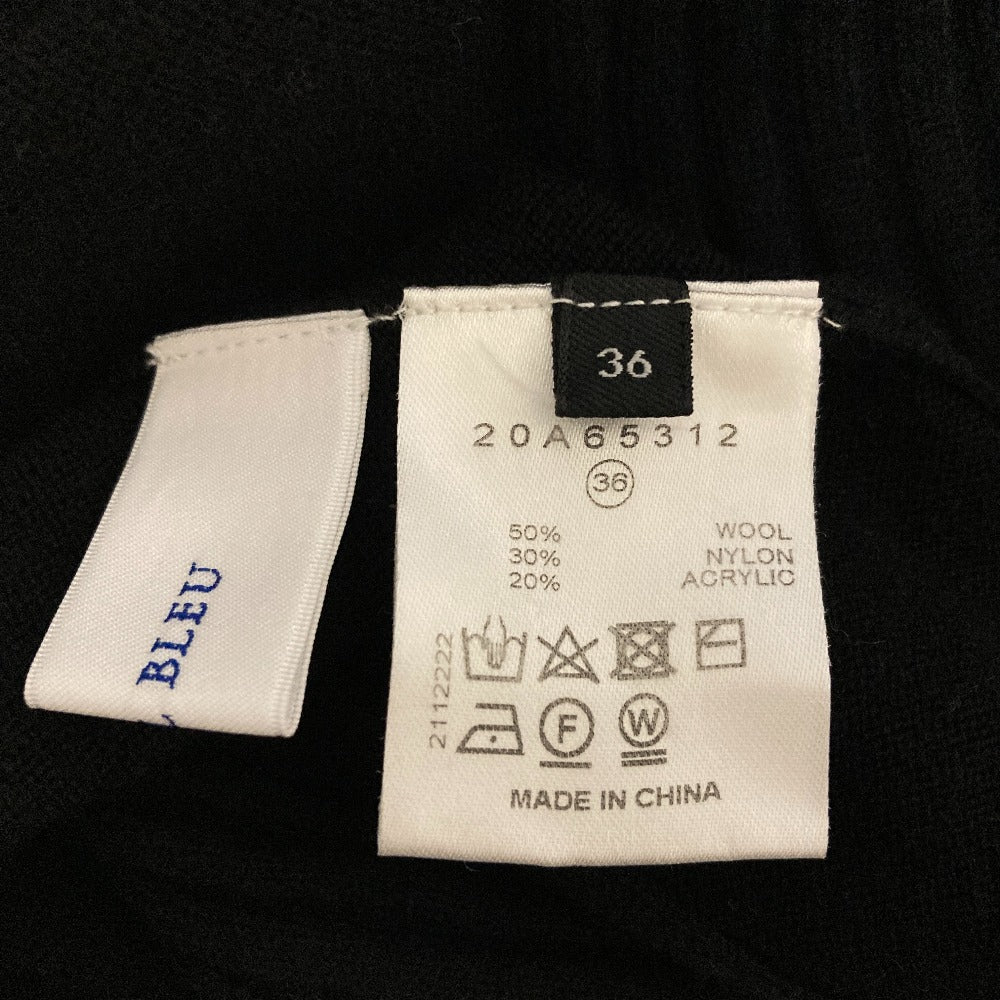 BLEU
36
20A65312
36
50% WOOL
30% NYLON
20% ACRYLIC
2112222
F W
MADE IN CHINA